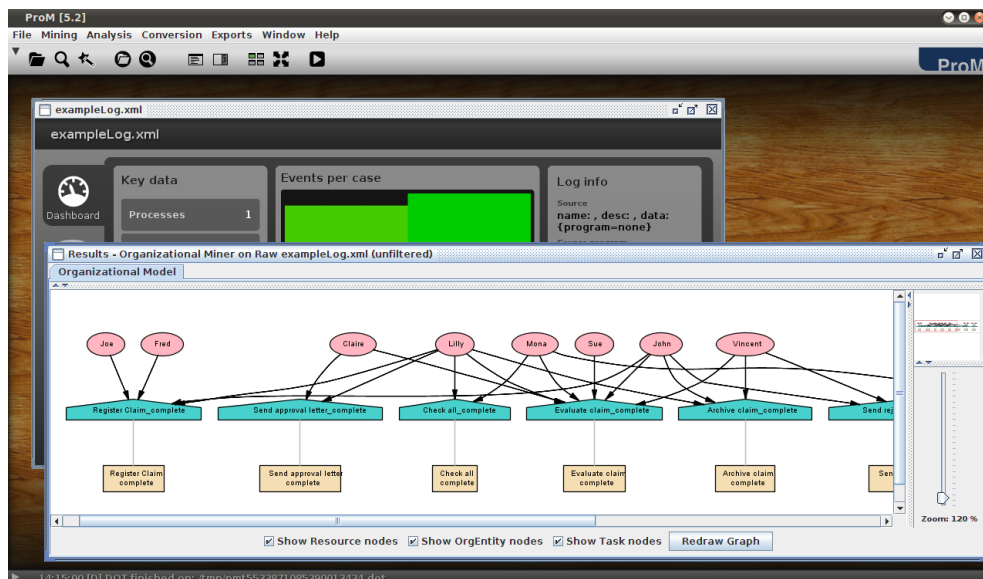 ProM [5.2]
File Mining Analysis Conversion Exports Window Help
ProM
exampleLog.xml
exampleLog.xml
Dashboard
Key data
Processes 1
Events per case
Log info
Source
name: , desc: , data:
{program=none}
Results - Organizational Miner on Raw exampleLog.xml (unfiltered)
Organizational Model
Joe Fred Claire Lilly Mona Sue John Vincent
Register Claim_complete Send approval letter_complete Check all_complete Evaluate claim_complete Archive claim_complete Send rej
Register Claim Send approval letter Check all Evaluate claim Archive claim Sen
complete complete complete complete complete
Zoom: 120 %
Show Resource nodes Show OrgEntity nodes Show Task nodes Redraw Graph